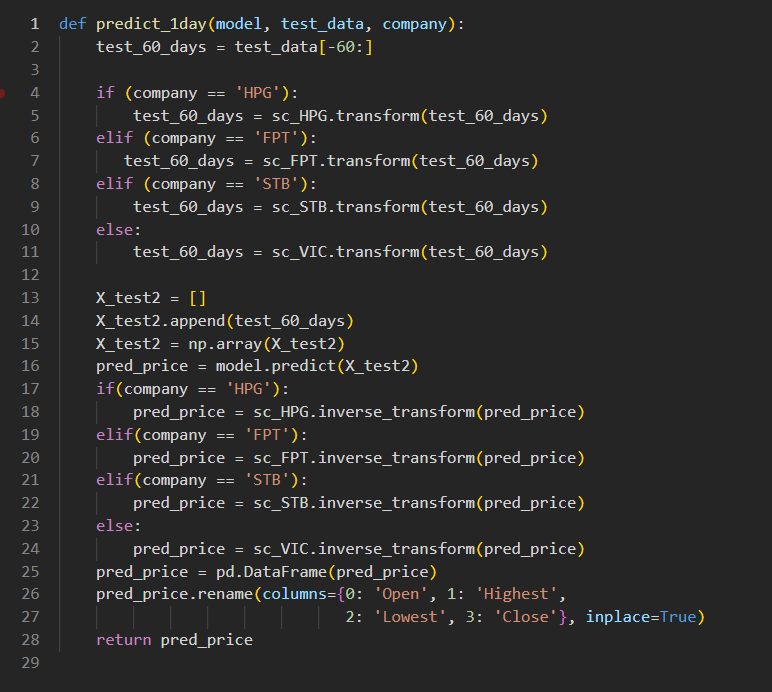 1 def predict_1day(model, test_data, company):
2     test_60_days = test_data[-60:]
3
4     if (company == 'HPG'):
5         test_60_days = sc_HPG.transform(test_60_days)
6     elif (company == 'FPT'):
7        test_60_days = sc_FPT.transform(test_60_days)
8     elif (company == 'STB'):
9         test_60_days = sc_STB.transform(test_60_days)
10     else:
11         test_60_days = sc_VIC.transform(test_60_days)
12
13     X_test2 = []
14     X_test2.append(test_60_days)
15     X_test2 = np.array(X_test2)
16     pred_price = model.predict(X_test2)
17     if(company == 'HPG'):
18         pred_price = sc_HPG.inverse_transform(pred_price)
19     elif(company == 'FPT'):
20         pred_price = sc_FPT.inverse_transform(pred_price)
21     elif(company == 'STB'):
22         pred_price = sc_STB.inverse_transform(pred_price)
23     else:
24         pred_price = sc_VIC.inverse_transform(pred_price)
25     pred_price = pd.DataFrame(pred_price)
26     pred_price.rename(columns={0: 'Open', 1: 'Highest',
27                                2: 'Lowest', 3: 'Close'}, inplace=True)
28     return pred_price
29